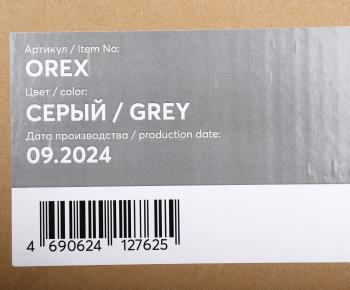 Артикул / Item No:
OREX
Цвет / color:
СЕРЫЙ / GREY
Дата производства / production date:
09.2024
4 690624 127625